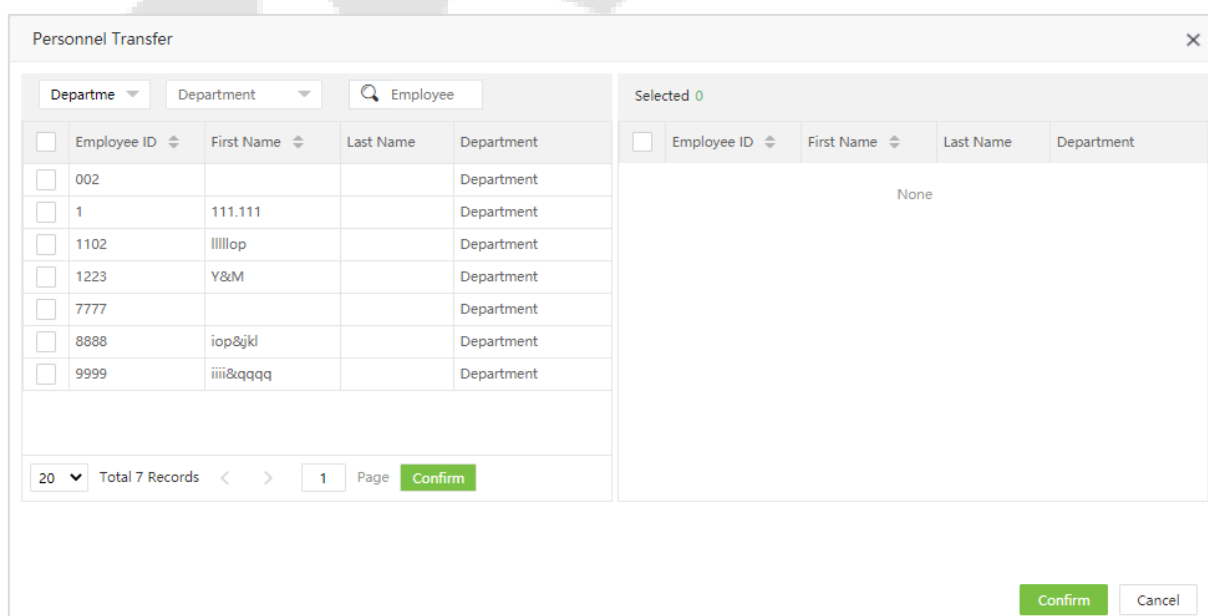 Personnel Transfer
Departme Department Employee Selected 0
Employee ID First Name Last Name Department Employee ID First Name Last Name Department
002 Department None
1 111.111 Department
1102 lllllop Department
1223 Y&M Department
7777 Department
8888 iop&jkl Department
9999 iiii&qqqq Department
20 Total 7 Records < > 1 Page Confirm
Confirm Cancel